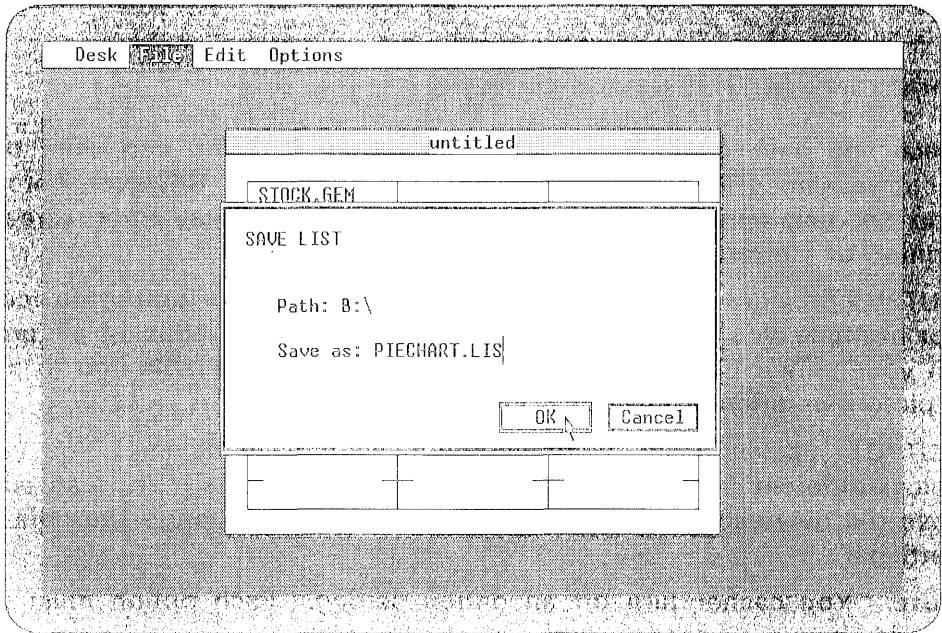 Desk File Edit Options
untitled
STOCK.GEM
SAVE LIST
Path: B:\
Save as: PIECHART.LIS
OK Cancel